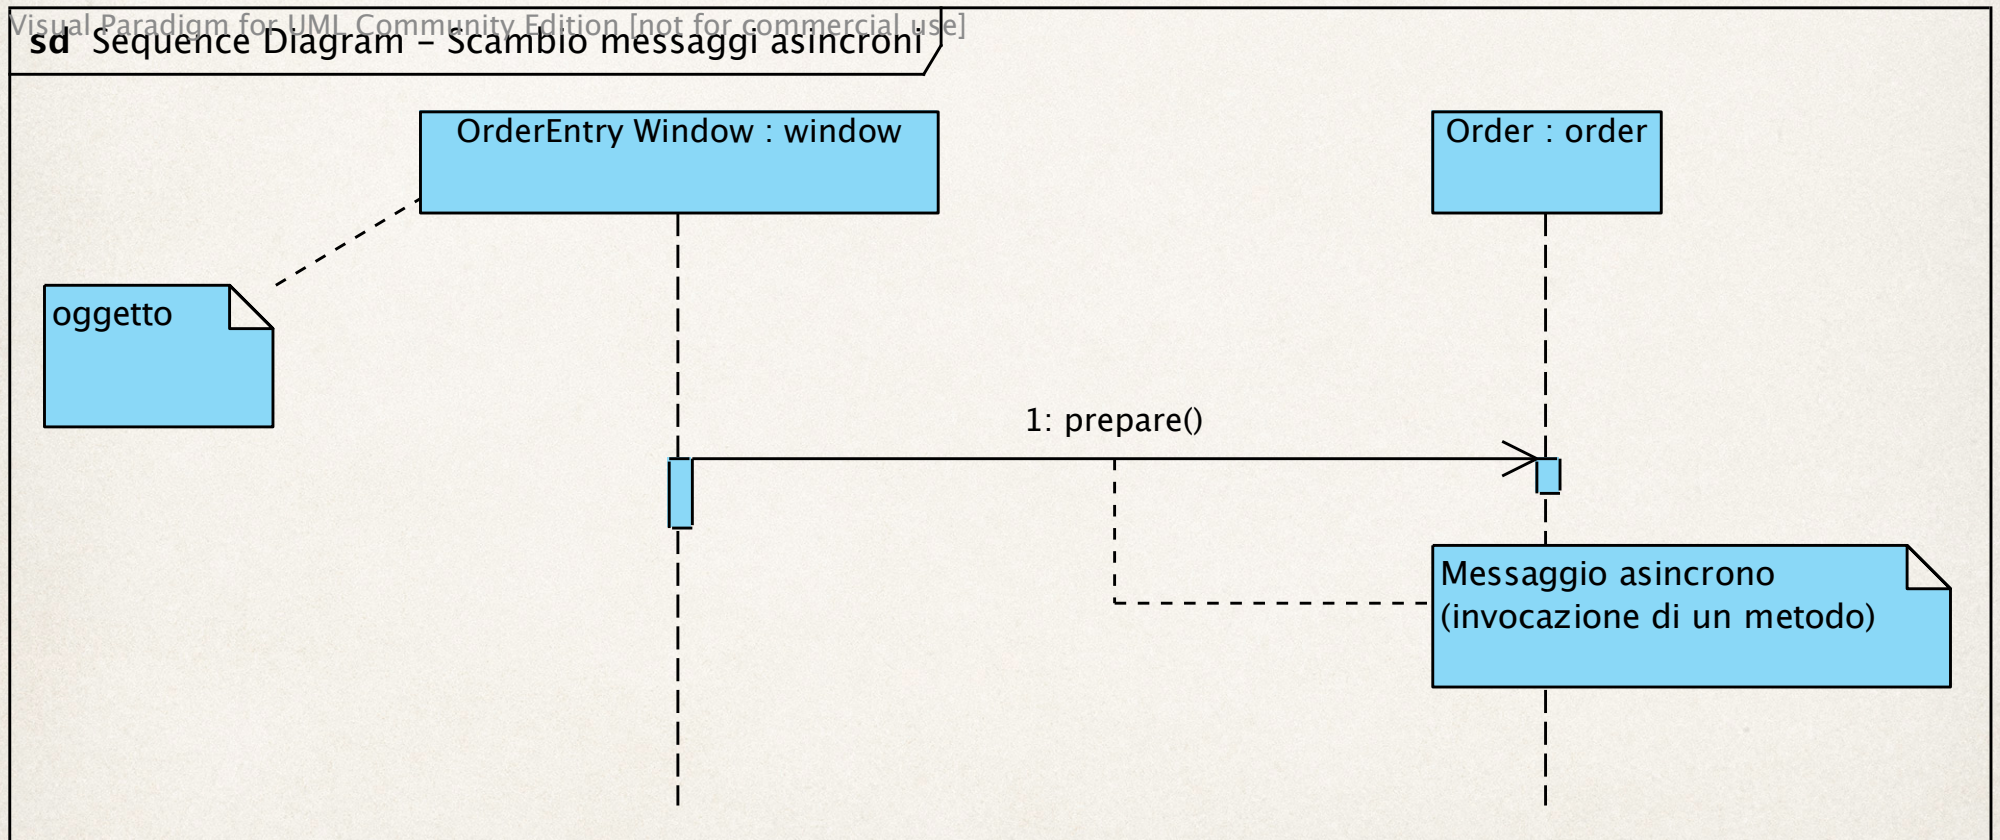 Visual Paradigm for UML Community Edition [not for commercial use]
sd Sequence Diagram – Scambio messaggi asincroni
OrderEntry Window : window
Order : order
oggetto
1: prepare()
Messaggio asincrono
(invocazione di un metodo)